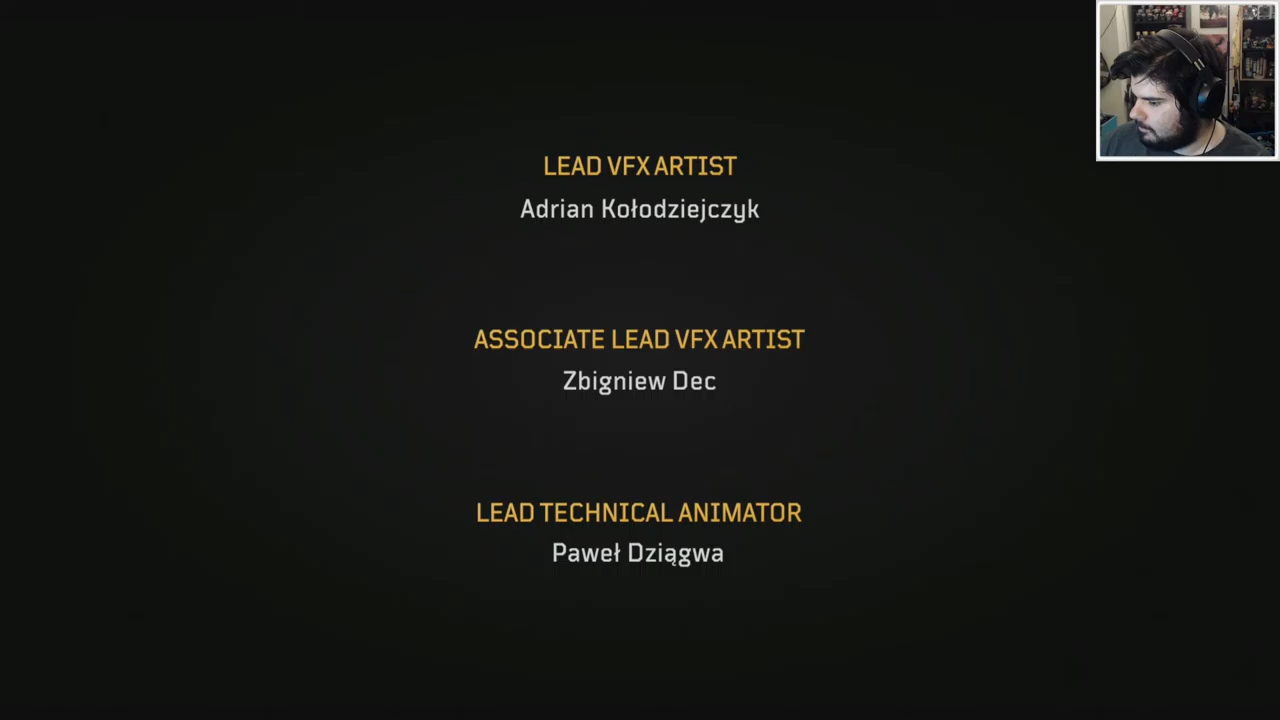 LEAD VFX ARTIST
Adrian Kołodziejczyk
ASSOCIATE LEAD VFX ARTIST
Zbigniew Dec
LEAD TECHNICAL ANIMATOR
Paweł Dziągwa